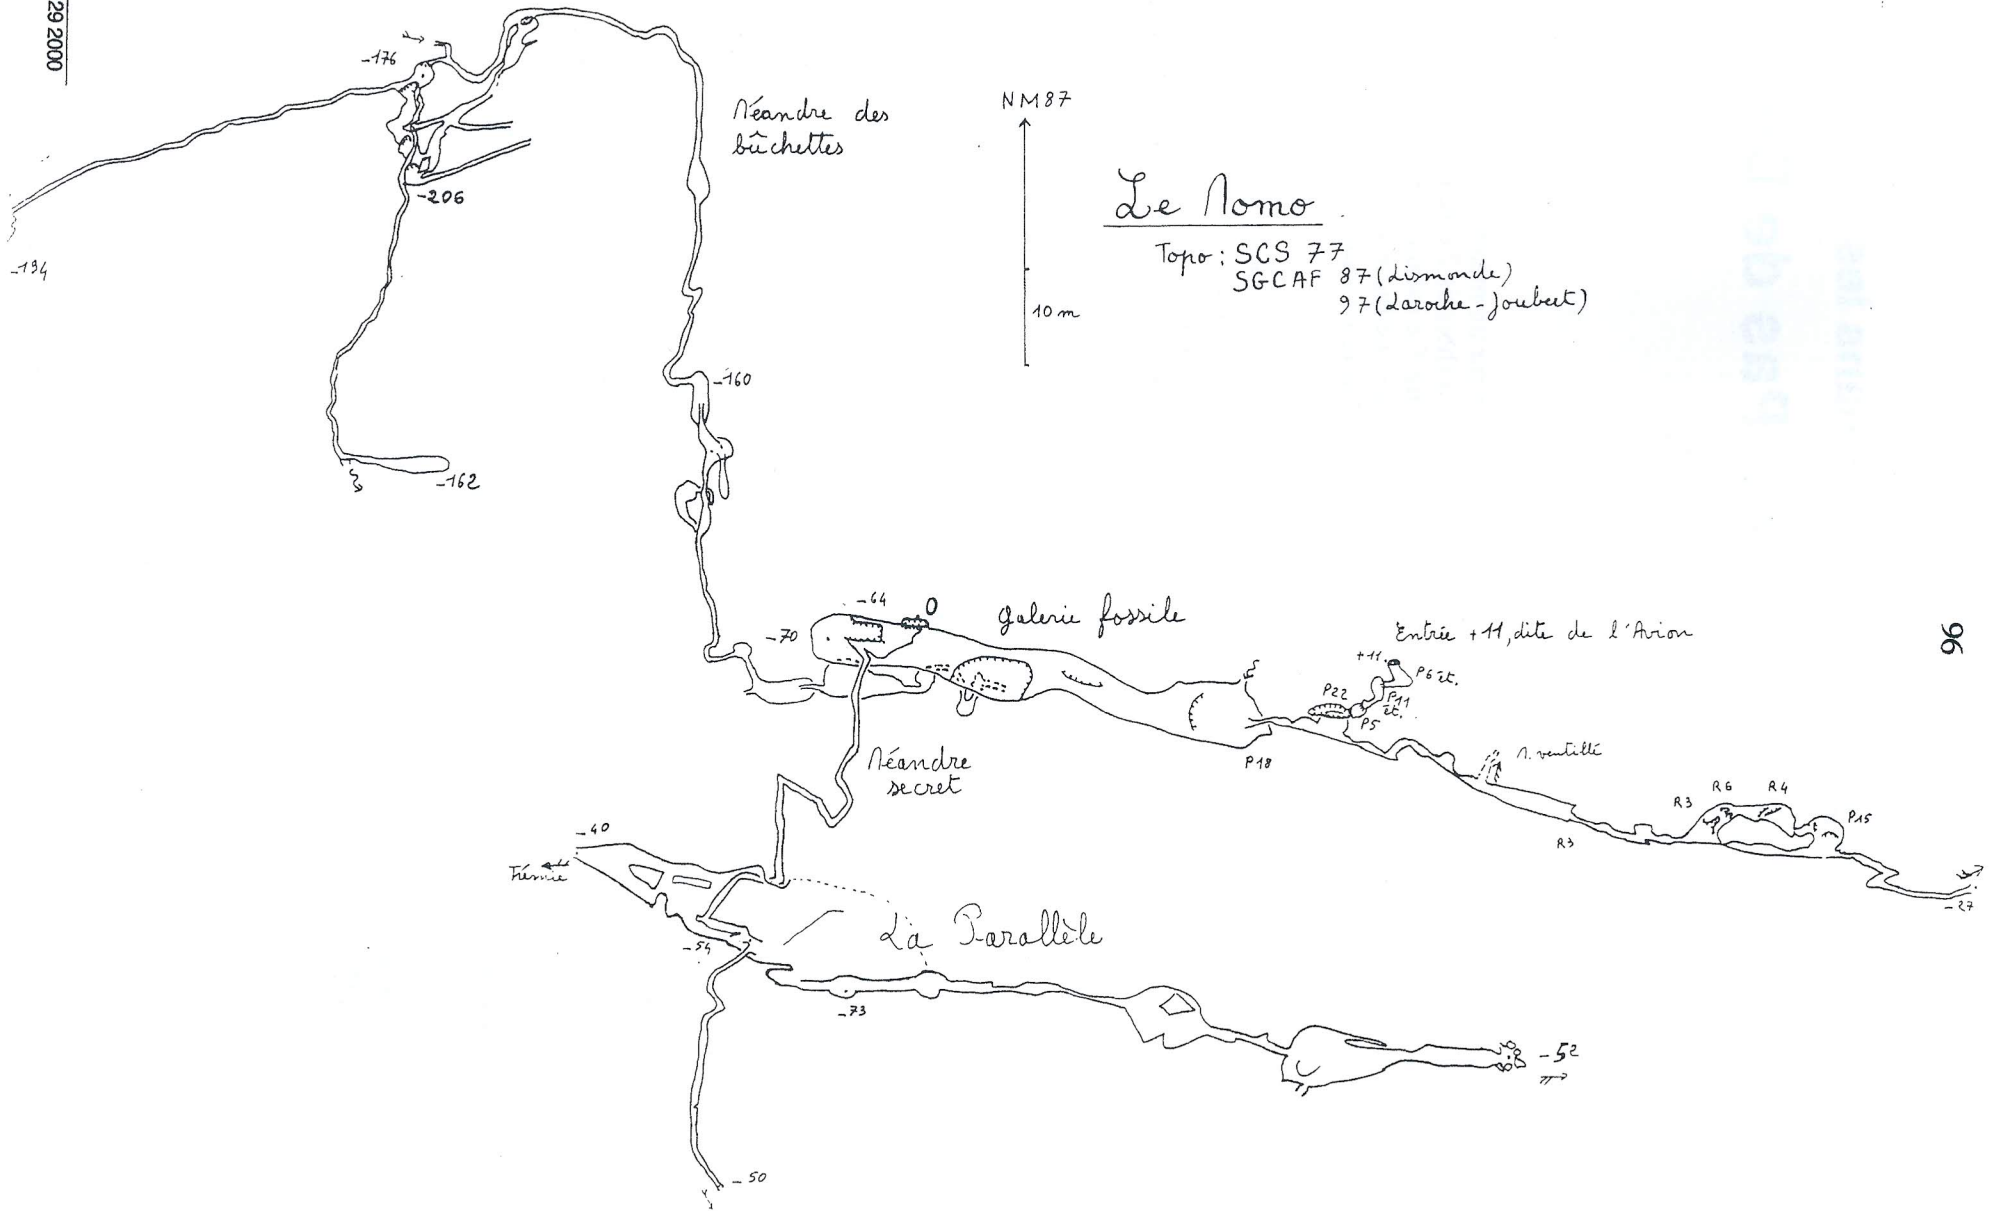 29 2000
-176
Méandre des
bûchettes
NM87
Le Momo
Topo : SCS 77
SGCAF 87 (Lismonde)
97 (Laroche-Joubert)
10 m
-206
-194
-160
-162
96
-64
0
-70
galerie fossile
Entrée +11, dite de l'Avion
+11
P6 ét.
P22
P11
ét.
P5
P18
M. ventillé
Méandre
secret
R3
R6
R4
P15
R3
-27
-40
Trémie
-54
La Parallèle
-73
-52
-50